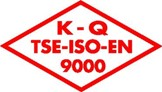 K - Q
TSE-ISO-EN
9000